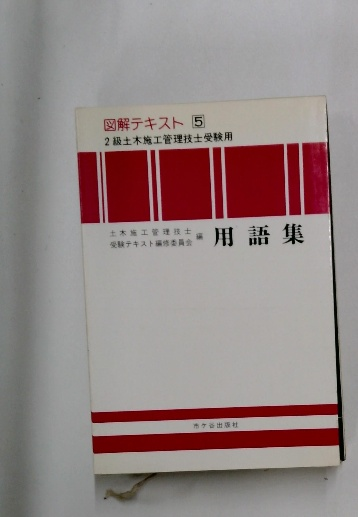 図解テキスト 5
2級土木施工管理技士受験用
土木施工管理技士
受験テキスト編修委員会 編
用語集
市ケ谷出版社